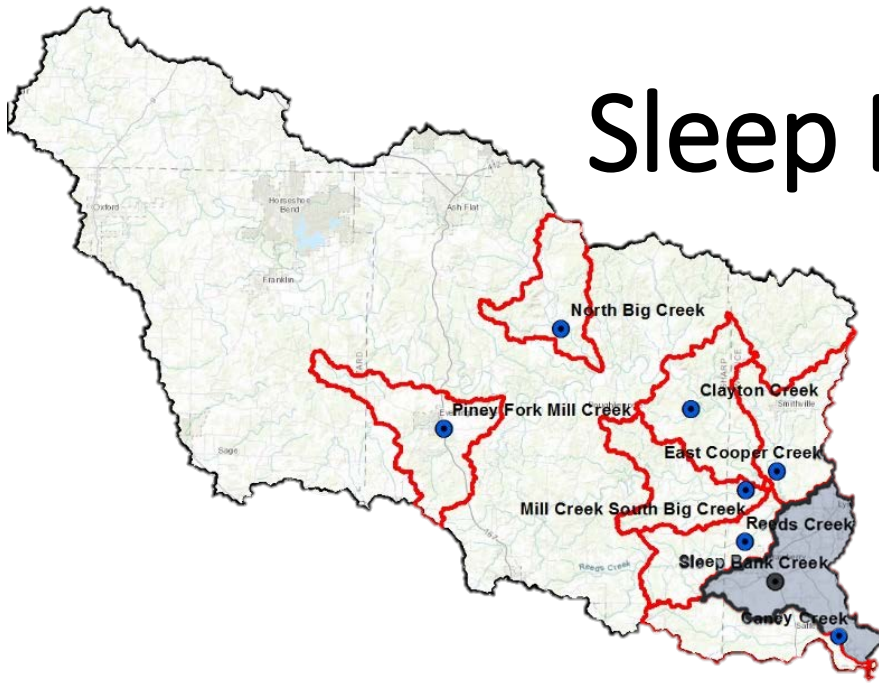 Sleep
Horseshoe
Bend
Oxford
Ash Flat
Franklin
North Big Creek
Clayton Creek
Smithville
Piney Fork Mill Creek
East Cooper Creek
Sage
Mill Creek South Big Creek
Reeds Creek
Reeds Creek
Sleep Bank Creek
Caney Creek